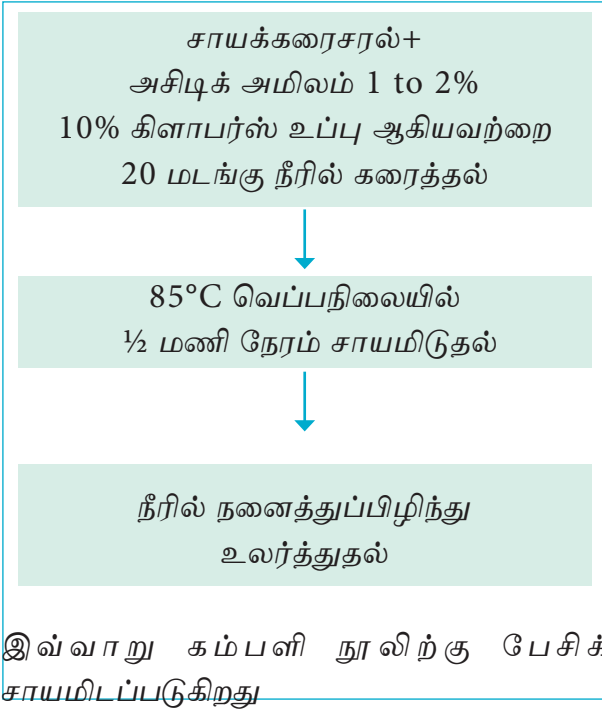 சாயக்கரைசரல்+
அசிடிக் அமிலம் 1 to 2%
10% கிளாபர்ஸ் உப்பு ஆகியவற்றை
20 மடங்கு நீரில் கரைத்தல்
85°C வெப்பநிலையில்
½ மணி நேரம் சாயமிடுதல்
நீரில் நனைத்துப்பிழிந்து
உலர்த்துதல்
இவ்வாறு கம்பளி நூலிற்கு பேசிக்
சாயமிடப்படுகிறது